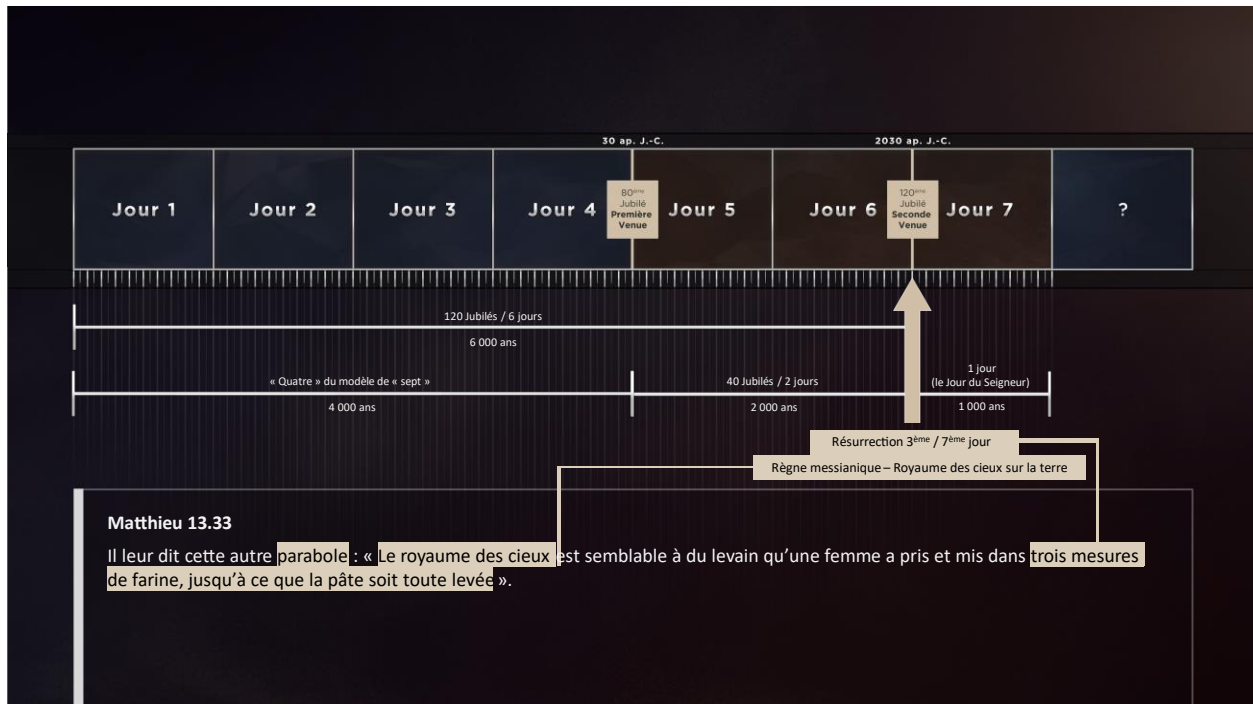 30 ap. J.-C.
2030 ap. J.-C.
Jour 1
Jour 2
Jour 3
Jour 4
80ème
Jubilé
Première
Venue
Jour 5
Jour 6
120ème
Jubilé
Seconde
Venue
Jour 7
?
120 Jubilés / 6 jours
6 000 ans
« Quatre » du modèle de « sept »
4 000 ans
40 Jubilés / 2 jours
2 000 ans
1 jour
(le Jour du Seigneur)
1 000 ans
Résurrection 3ème / 7ème jour
Règne messianique – Royaume des cieux sur la terre
Matthieu 13.33
Il leur dit cette autre parabole : « Le royaume des cieux est semblable à du levain qu’une femme a pris et mis dans trois mesures
de farine, jusqu’à ce que la pâte soit toute levée ».